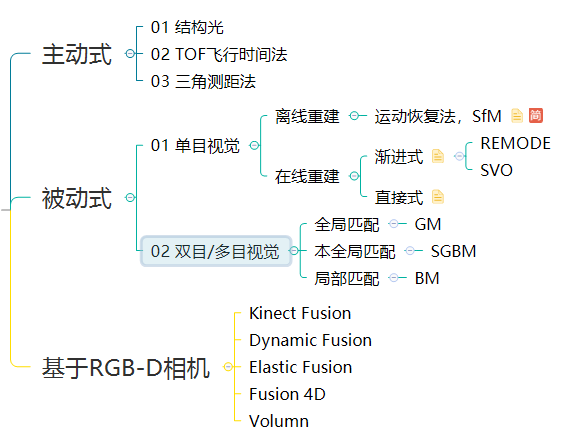 主动式
01 结构光
02 TOF飞行时间法
03 三角测距法
被动式
01 单目视觉
离线重建
运动恢复法，SfM
简
在线重建
渐进式
REMODE
SVO
直接式
02 双目/多目视觉
全局匹配
GM
本全局匹配
SGBM
局部匹配
BM
基于RGB-D相机
Kinect Fusion
Dynamic Fusion
Elastic Fusion
Fusion 4D
Volumn